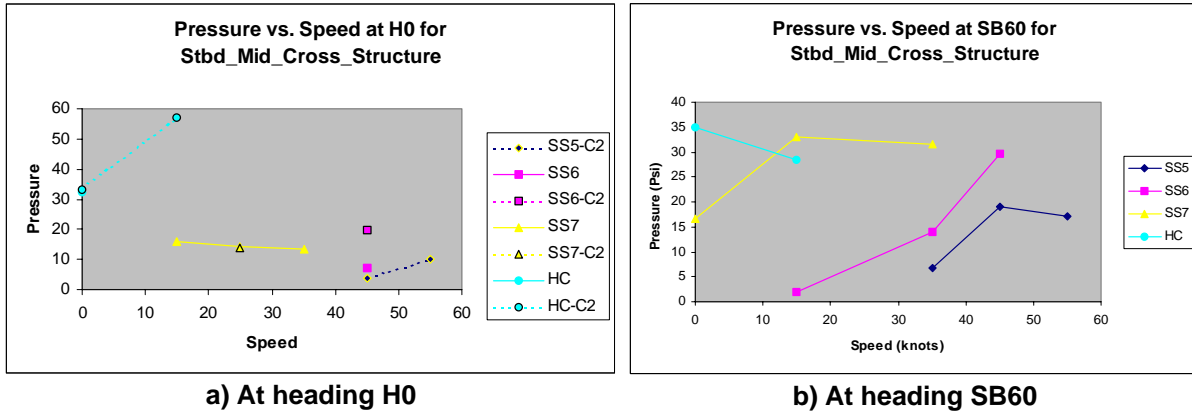 Pressure vs. Speed at H0 for
Stbd_Mid_Cross_Structure
60
50
40
30
20
10
0
Pressure
0 10 20 30 40 50 60
Speed
SS5-C2
SS6
SS6-C2
SS7
SS7-C2
HC
HC-C2
a) At heading H0
Pressure vs. Speed at SB60 for
Stbd_Mid_Cross_Structure
40
35
30
25
20
15
10
5
0
Pressure (Psi)
0 10 20 30 40 50 60
Speed (knots)
SS5
SS6
SS7
HC
b) At heading SB60